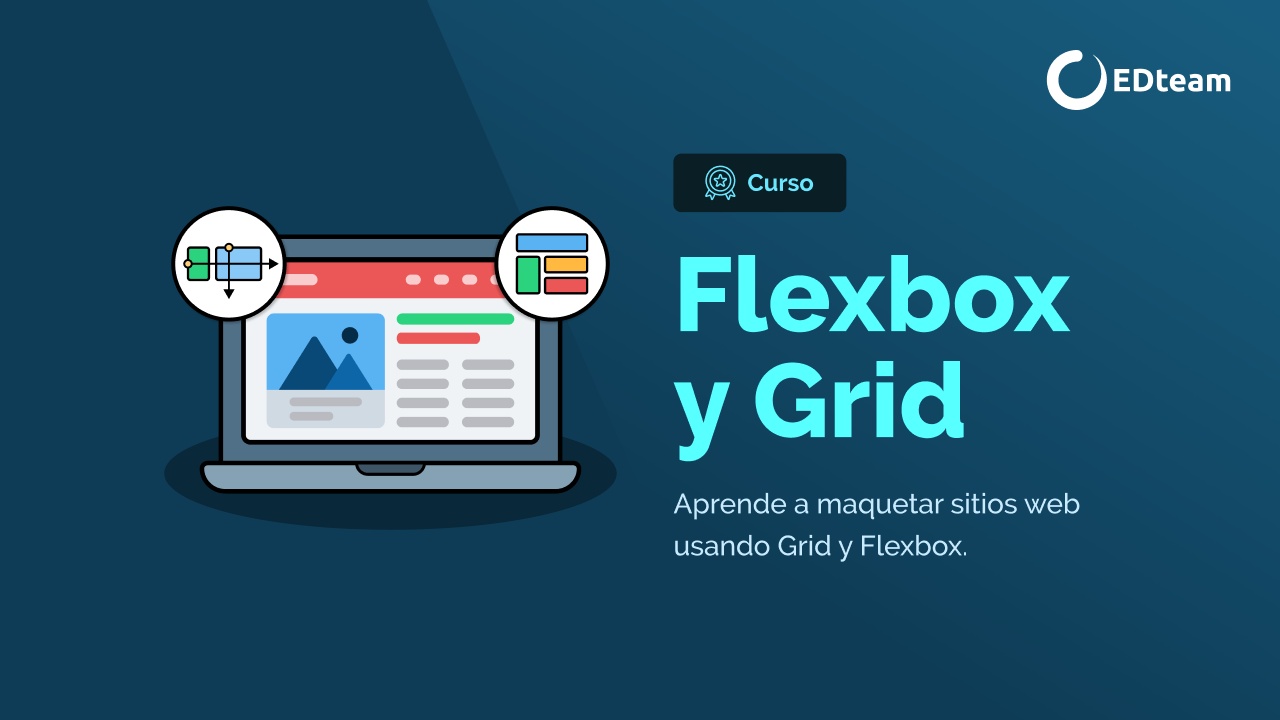 EDteam
Curso
Flexbox
y Grid
Aprende a maquetar sitios web
usando Grid y Flexbox.